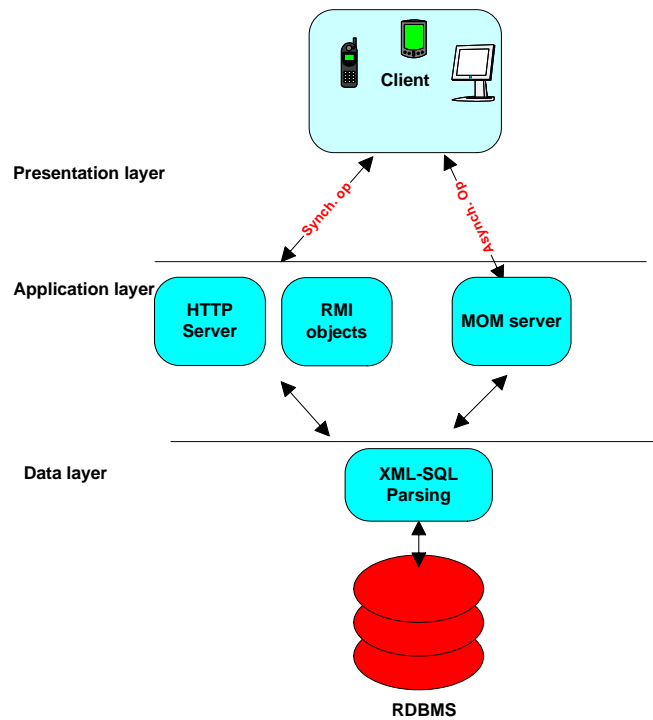 Client
Presentation layer
Synch. op
Asynch. Op
Application layer
HTTP
Server
RMI
objects
MOM server
Data layer
XML-SQL
Parsing
RDBMS